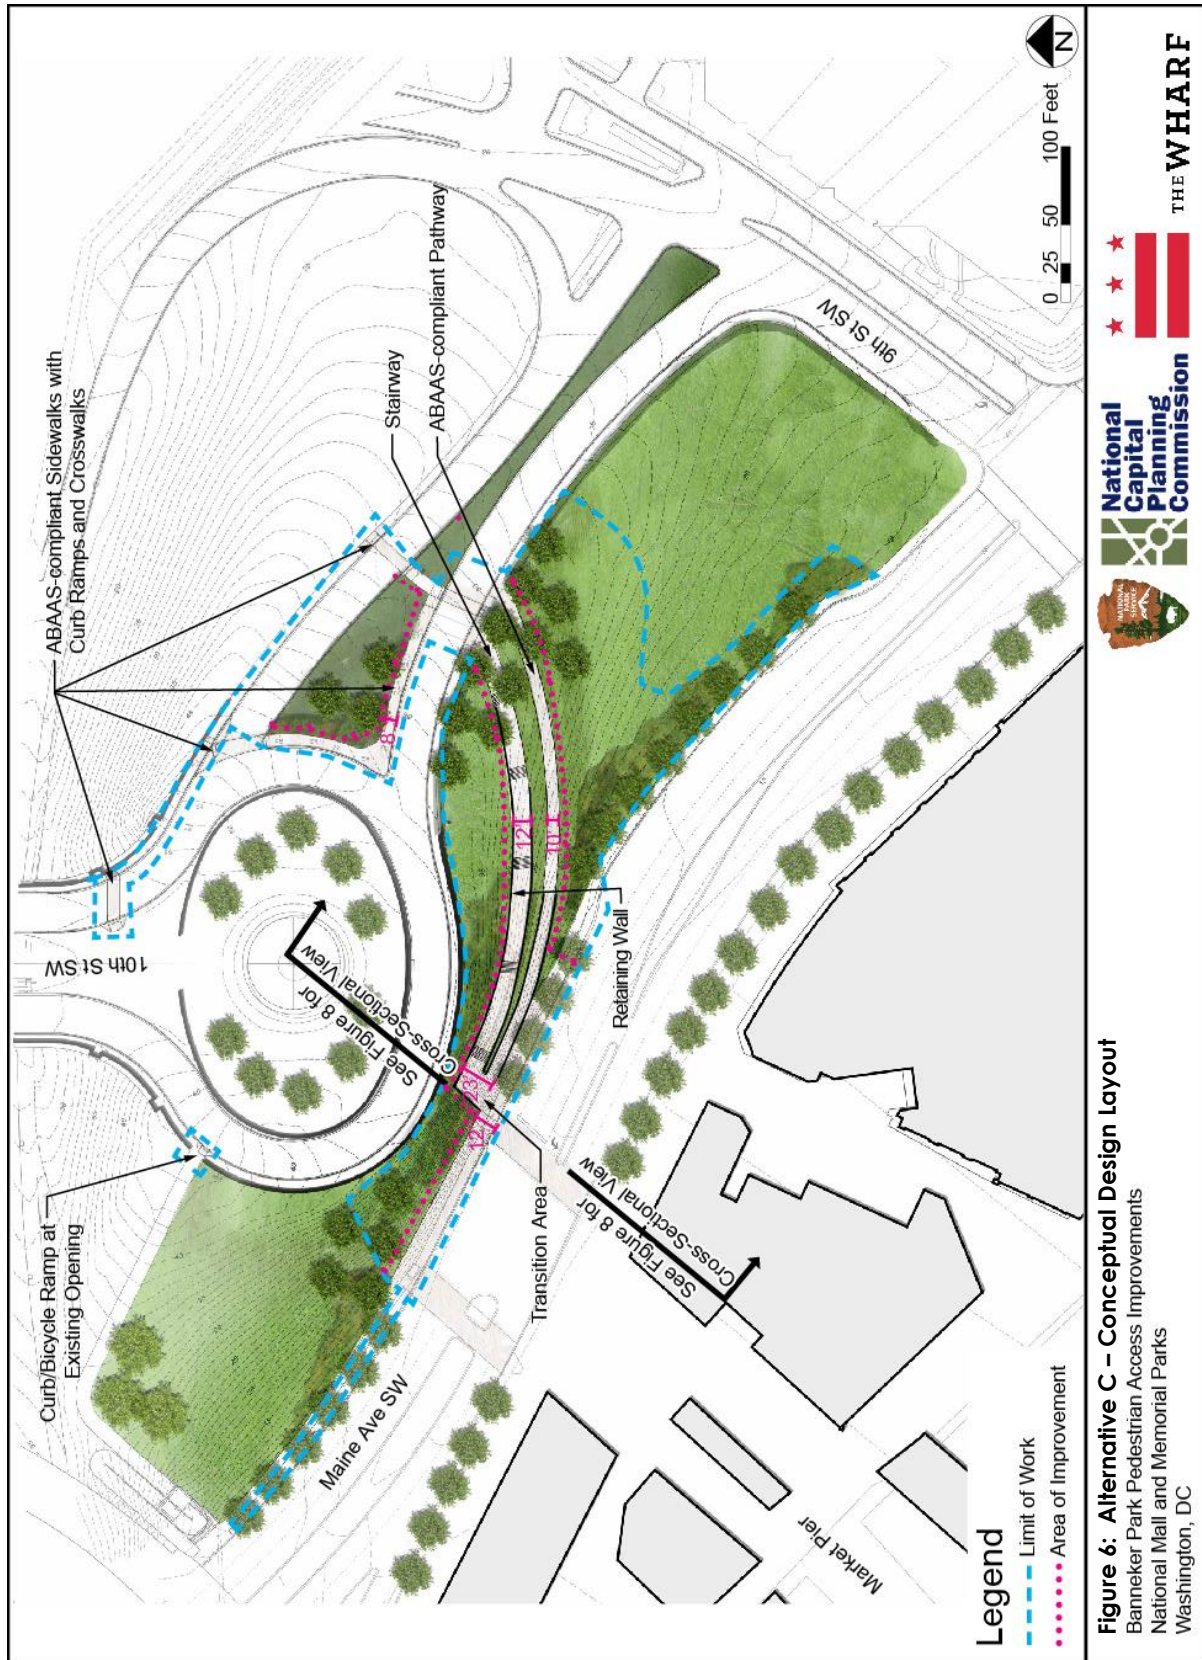 ABAAS-compliant Sidewalks with
Curb Ramps and Crosswalks
Stairway
ABAAS-compliant Pathway
Curb/Bicycle Ramp at
Existing Opening
10th St SW
9th St SW
8'
See Figure 8 for
Cross-Sectional View
12'
10'
23'
12'
Retaining Wall
Transition Area
See Figure 8 for
Cross-Sectional View
Maine Ave SW
Market Pier
N
0 25 50 100 Feet
Legend
Limit of Work
Area of Improvement
Figure 6: Alternative C – Conceptual Design Layout
Banneker Park Pedestrian Access Improvements
National Mall and Memorial Parks
Washington, DC
NATIONAL
PARK
SERVICE
National
Capital
Planning
Commission
THE WHARF